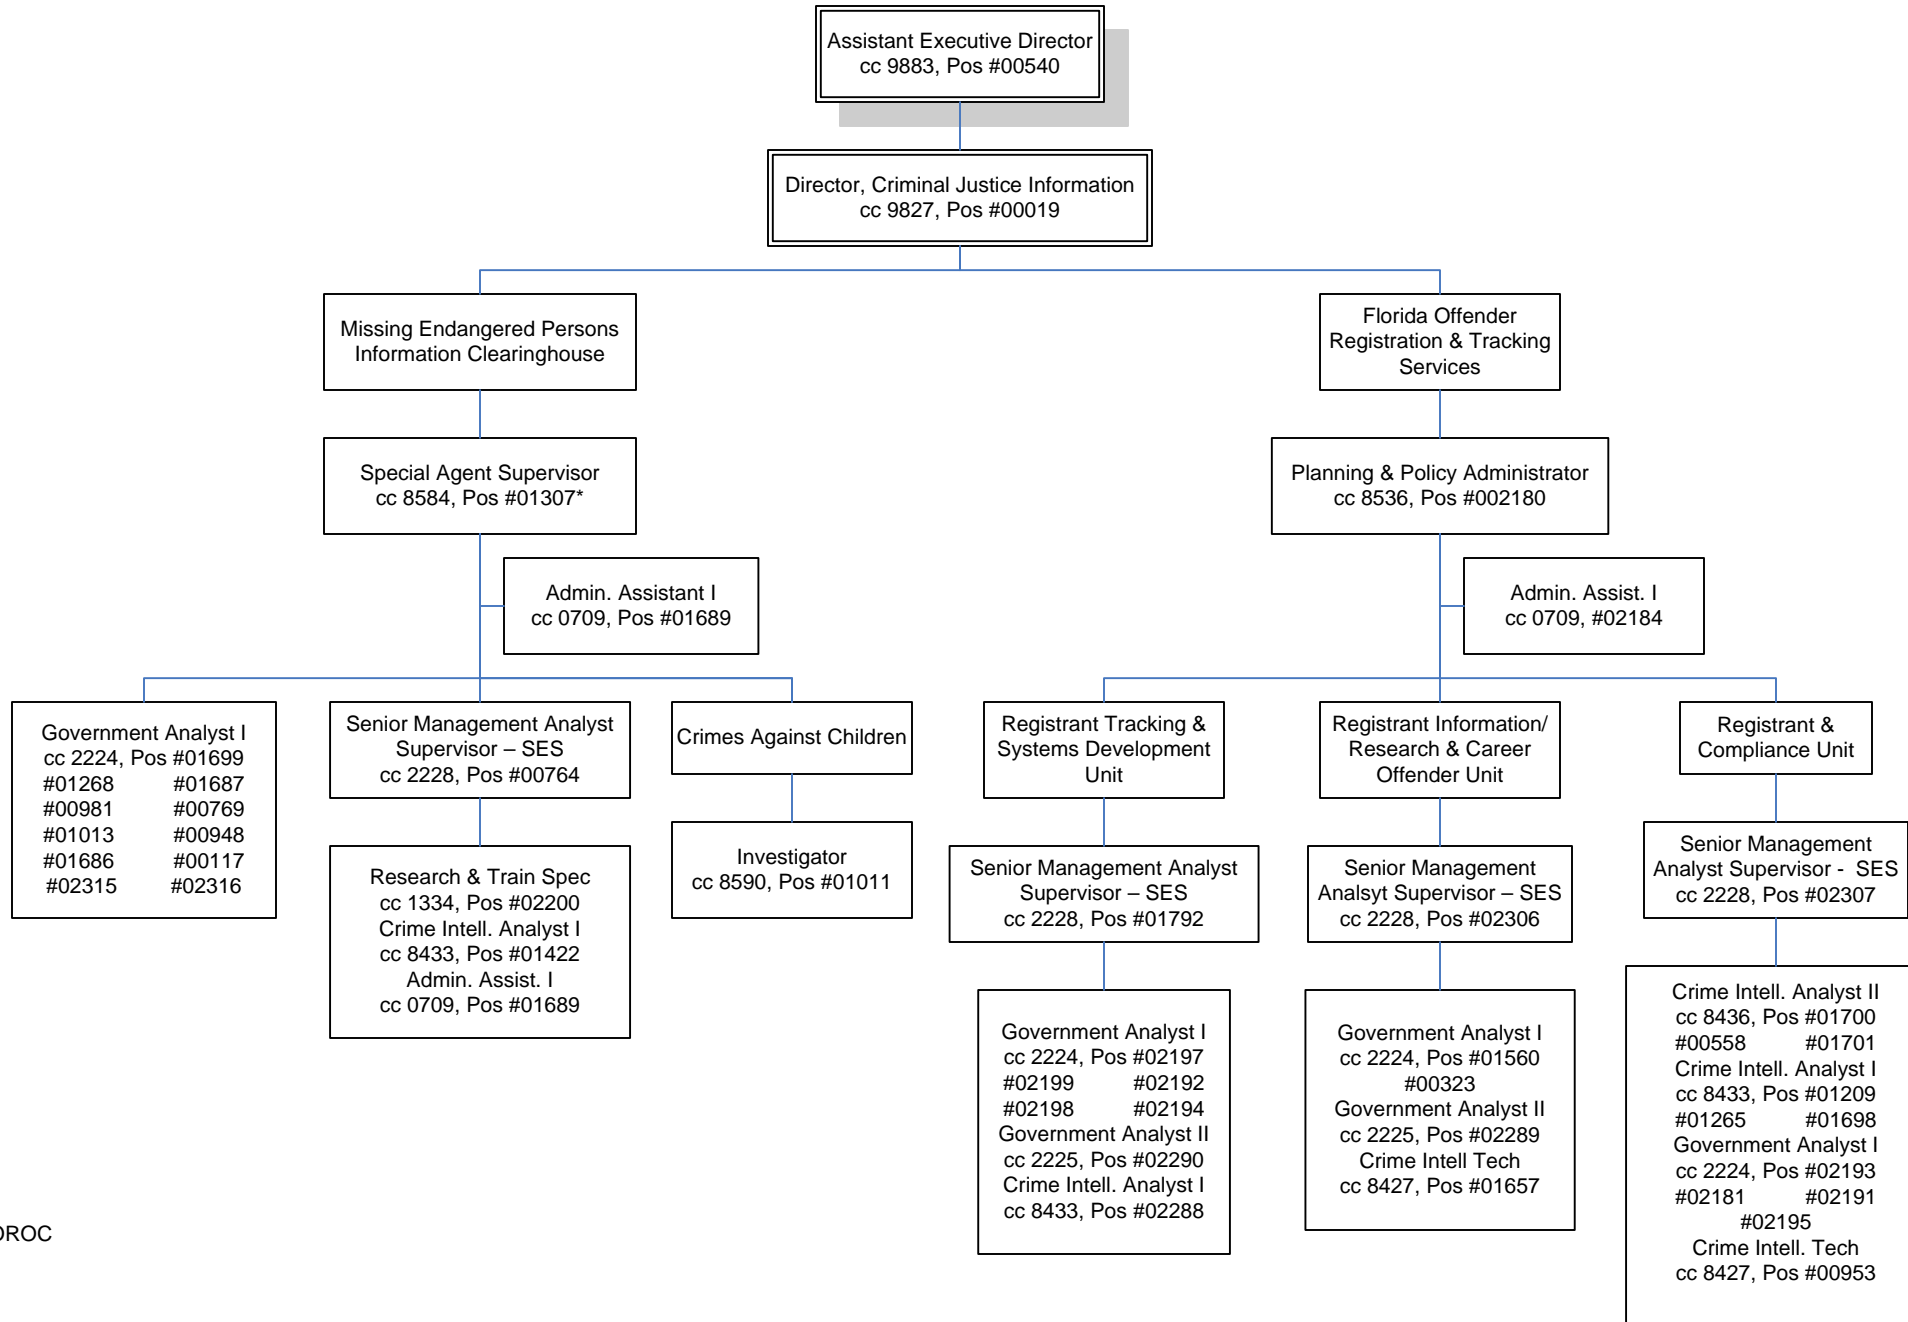 Assistant Executive Director
cc 9883, Pos #00540
Director, Criminal Justice Information
cc 9827, Pos #00019
Missing Endangered Persons
Information Clearinghouse
Florida Offender
Registration & Tracking
Services
Special Agent Supervisor
cc 8584, Pos #01307*
Planning & Policy Administrator
cc 8536, Pos #002180
Admin. Assistant I
cc 0709, Pos #01689
Admin. Assist. I
cc 0709, #02184
Government Analyst I
cc 2224, Pos #01699
#01268 #01687
#00981 #00769
#01013 #00948
#01686 #00117
#02315 #02316
Senior Management Analyst
Supervisor – SES
cc 2228, Pos #00764
Research & Train Spec
cc 1334, Pos #02200
Crime Intell. Analyst I
cc 8433, Pos #01422
Admin. Assist. I
cc 0709, Pos #01689
Crimes Against Children
Investigator
cc 8590, Pos #01011
Registrant Tracking &
Systems Development
Unit
Senior Management Analyst
Supervisor – SES
cc 2228, Pos #01792
Government Analyst I
cc 2224, Pos #02197
#02199 #02192
#02198 #02194
Government Analyst II
cc 2225, Pos #02290
Crime Intell. Analyst I
cc 8433, Pos #02288
Registrant Information/
Research & Career
Offender Unit
Senior Management
Analsyt Supervisor – SES
cc 2228, Pos #02306
Government Analyst I
cc 2224, Pos #01560
#00323
Government Analyst II
cc 2225, Pos #02289
Crime Intell Tech
cc 8427, Pos #01657
Registrant &
Compliance Unit
Senior Management
Analyst Supervisor - SES
cc 2228, Pos #02307
Crime Intell. Analyst II
cc 8436, Pos #01700
#00558 #01701
Crime Intell. Analyst I
cc 8433, Pos #01209
#01265 #01698
Government Analyst I
cc 2224, Pos #02193
#02181 #02191
#02195
Crime Intell. Tech
cc 8427, Pos #00953